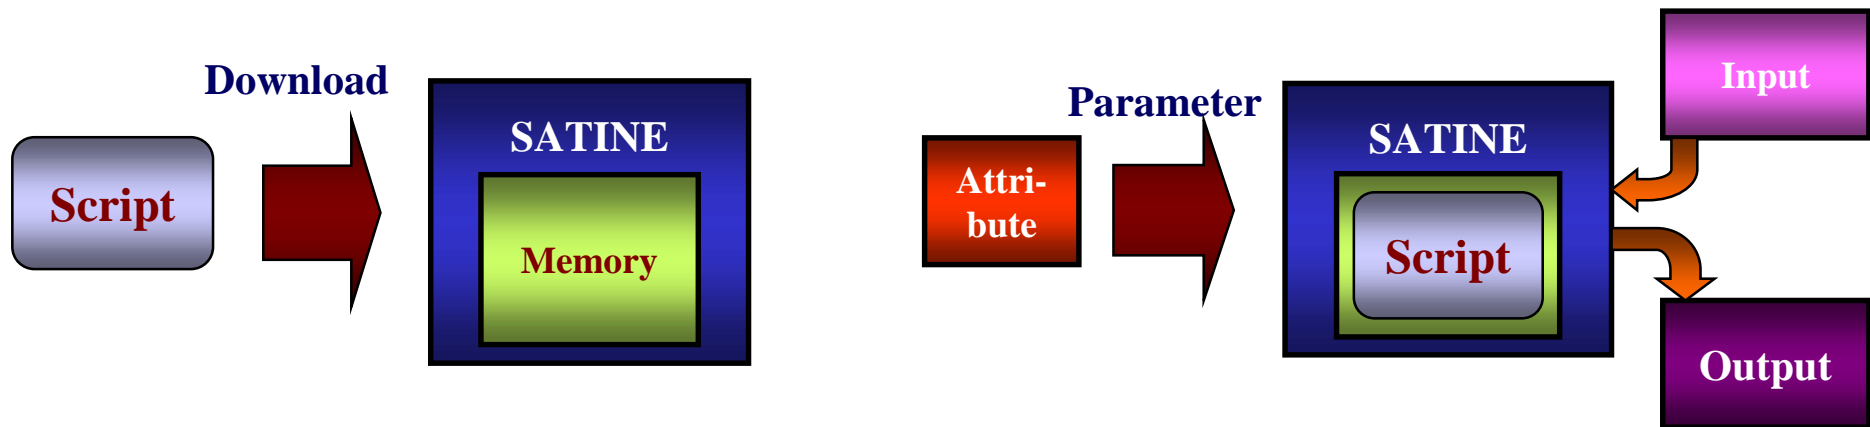 Download
SATINE
Script
Memory
Parameter
Attri-
bute
SATINE
Script
Input
Output